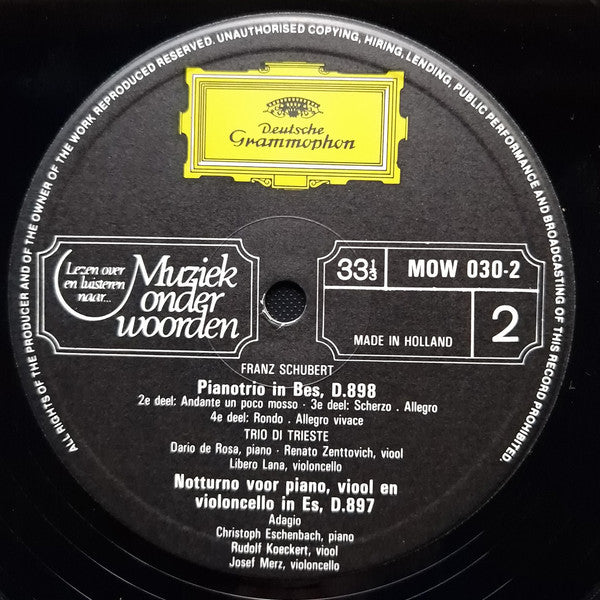 ALL RIGHTS OF THE PRODUCER AND OF THE OWNER OF THE WORK REPRODUCED RESERVED. UNAUTHORISED COPYING, HIRING, LENDING, PUBLIC PERFORMANCE AND BROADCASTING OF THIS RECORD PROHIBITED.
Deutsche
Grammophon
Lezen over
en luisteren
naar...
Muziek
onder
woorden
33 1/3
MOW 030-2
MADE IN HOLLAND
2
FRANZ SCHUBERT
Pianotrio in Bes, D.898
2e deel: Andante un poco mosso · 3e deel: Scherzo . Allegro
4e deel: Rondo . Allegro vivace
TRIO DI TRIESTE
Dario de Rosa, piano · Renato Zenttovich, viool
Libero Lana, violoncello
Notturno voor piano, viool en
violoncello in Es, D.897
Adagio
Christoph Eschenbach, piano
Rudolf Koeckert, viool
Josef Merz, violoncello